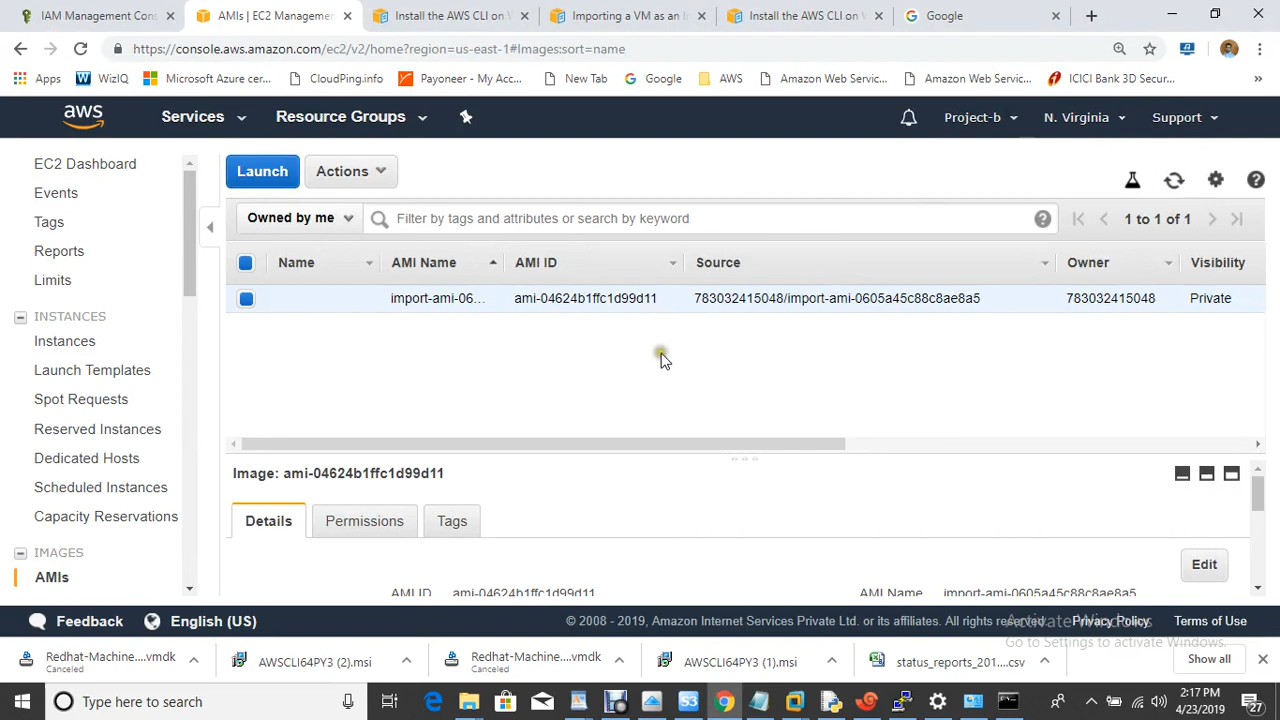 IAM Management Cons
AMIs | EC2 Managemen
Install the AWS CLI on W
Importing a VM as an I
Install the AWS CLI on W
Google
https://console.aws.amazon.com/ec2/v2/home?region=us-east-1#Images:sort=name
Apps
WizIQ
Microsoft Azure cer...
CloudPing.info
Payoneer - My Acc...
New Tab
Google
AWS
Amazon Web Servic...
Amazon Web Servic...
ICICI Bank 3D Secur...
aws
Services
Resource Groups
Project-b
N. Virginia
Support
EC2 Dashboard
Events
Tags
Reports
Limits
INSTANCES
Instances
Launch Templates
Spot Requests
Reserved Instances
Dedicated Hosts
Scheduled Instances
Capacity Reservations
IMAGES
AMIs
Launch
Actions
Owned by me
Filter by tags and attributes or search by keyword
1 to 1 of 1
Name
AMI Name
AMI ID
Source
Owner
Visibility
import-ami-06...
ami-04624b1ffc1d99d11
783032415048/import-ami-0605a45c88c8ae8a5
783032415048
Private
Image: ami-04624b1ffc1d99d11
Details
Permissions
Tags
Edit
AMI ID
ami-04624b1ffc1d99d11
AMI Name
import-ami-0605a45c88c8ae8a5
Feedback
English (US)
© 2008 - 2019, Amazon Internet Services Private Ltd. or its affiliates. All rights reserved.
Privacy Policy
Terms of Use
Activate Windows
Go to Settings to activate Windows.
Redhat-Machine....vmdk
Canceled
AWSCLI64PY3 (2).msi
Redhat-Machine....vmdk
Canceled
AWSCLI64PY3 (1).msi
status_reports_201....csv
Show all
Type here to search
S3
2:17 PM
4/23/2019
27